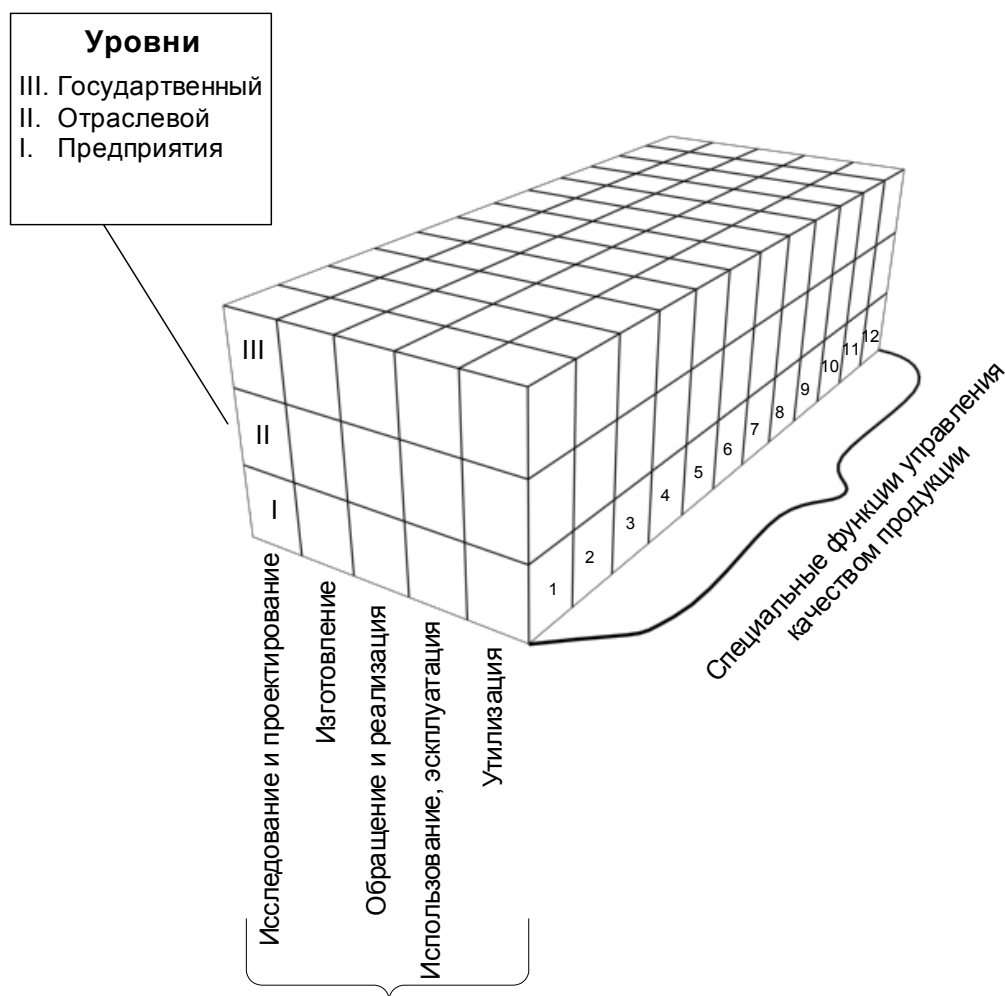 Уровни
III. Государтвенный
II. Отраслевой
I. Предприятия
III
II
I
1
2
3
4
5
6
7
8
9
10
11
12
Исследование и проектирование
Изготовление
Обращение и реализация
Использование, эскплуатация
Утилизация
Специальные функции управления
качеством продукции